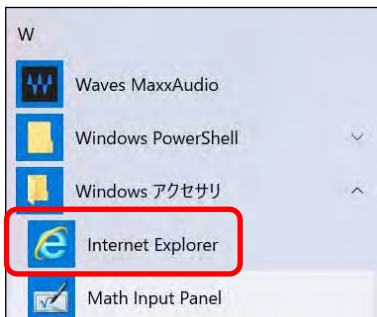 W
Waves MaxxAudio
Windows PowerShell
Windows アクセサリ
Internet Explorer
Math Input Panel